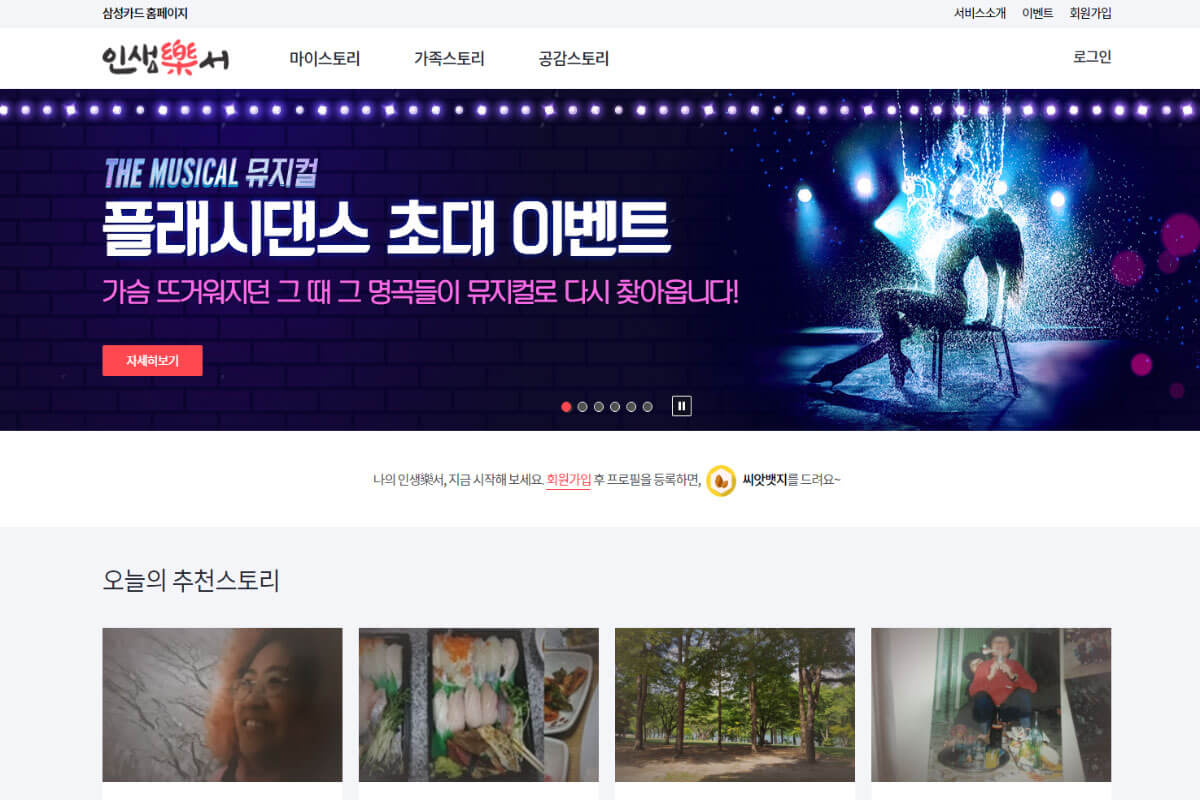 삼성카드 홈페이지
서비스소개 이벤트 회원가입
인생樂서
마이스토리 가족스토리 공감스토리
로그인
THE MUSICAL 뮤지컬
플래시댄스 초대 이벤트
가슴 뜨거워지던 그 때 그 명곡들이 뮤지컬로 다시 찾아옵니다!
자세히보기
나의 인생樂서, 지금 시작해 보세요. 회원가입 후 프로필을 등록하면, 씨앗뱃지를 드려요~
오늘의 추천스토리